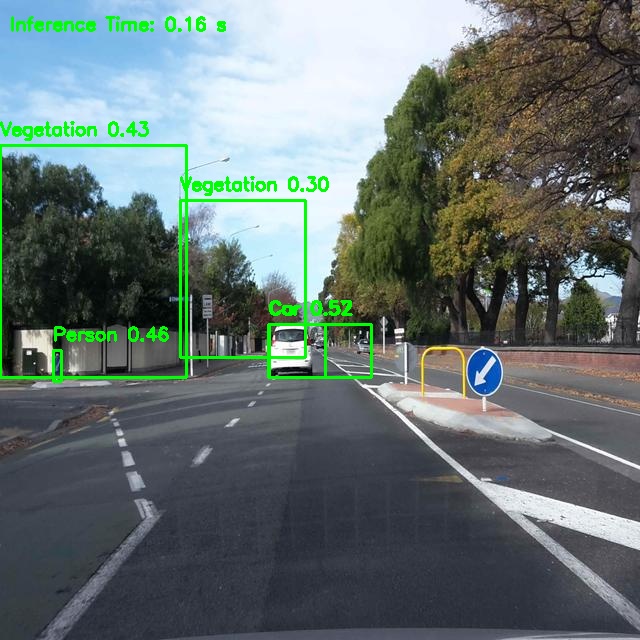 Inference Time: 0.16 s
Vegetation 0.43
Vegetation 0.30
Car 0.52
Person 0.46